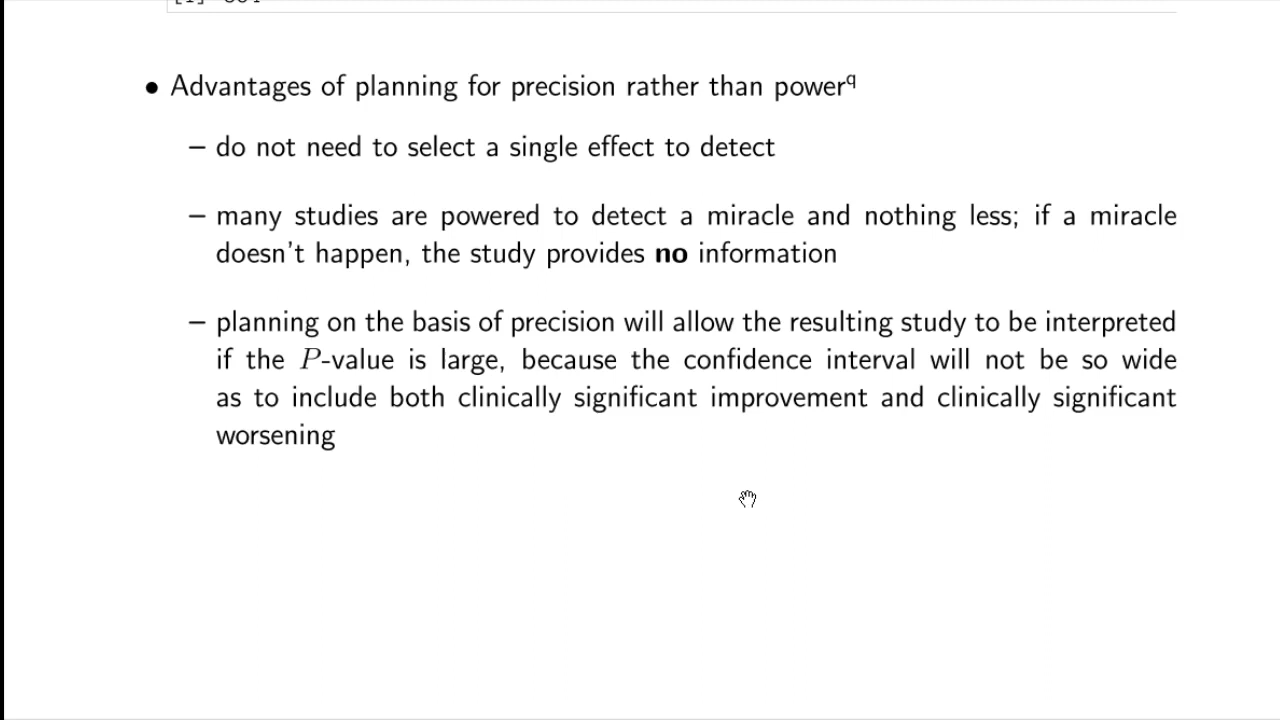 • Advantages of planning for precision rather than power^q
– do not need to select a single effect to detect
– many studies are powered to detect a miracle and nothing less; if a miracle
doesn't happen, the study provides no information
– planning on the basis of precision will allow the resulting study to be interpreted
if the P-value is large, because the confidence interval will not be so wide
as to include both clinically significant improvement and clinically significant
worsening